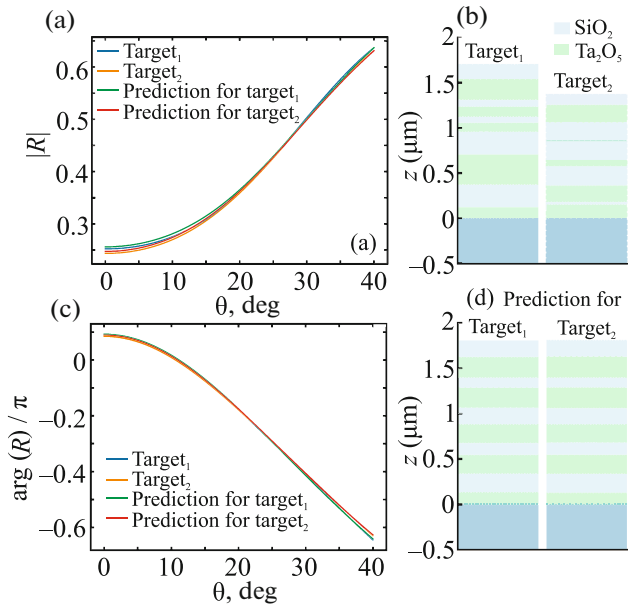 (a)
0.6
0.5
0.4
0.3
|R|
Target₁
Target₂
Prediction for target₁
Prediction for target₂
(a)
0
10
20
30
40
θ, deg
(b)
SiO₂
Ta₂O₅
Target₁
Target₂
2
1.5
1
0.5
0
–0.5
z (μm)
(c)
0
–0.2
–0.4
–0.6
arg (R) / π
Target₁
Target₂
Prediction for target₁
Prediction for target₂
0
10
20
30
40
θ, deg
(d) Prediction for
Target₁
Target₂
2
1.5
1
0.5
0
–0.5
z (μm)